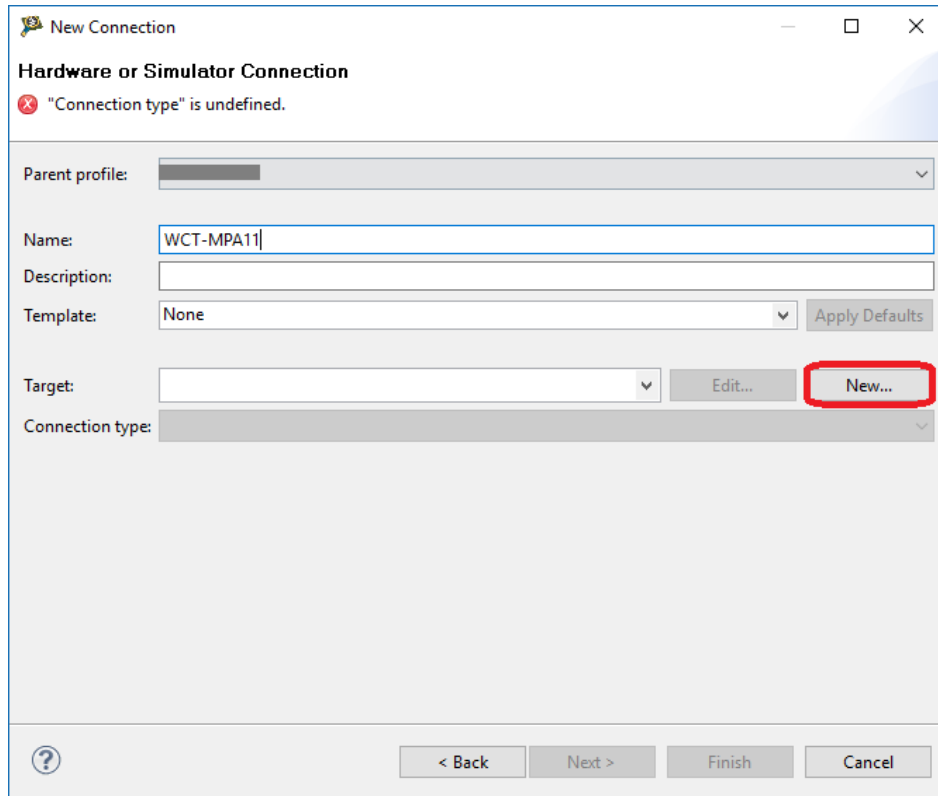 New Connection
Hardware or Simulator Connection
"Connection type" is undefined.
Parent profile:
Name: WCT-MPA11
Description:
Template: None Apply Defaults
Target: Edit... New...
Connection type:
? < Back Next > Finish Cancel